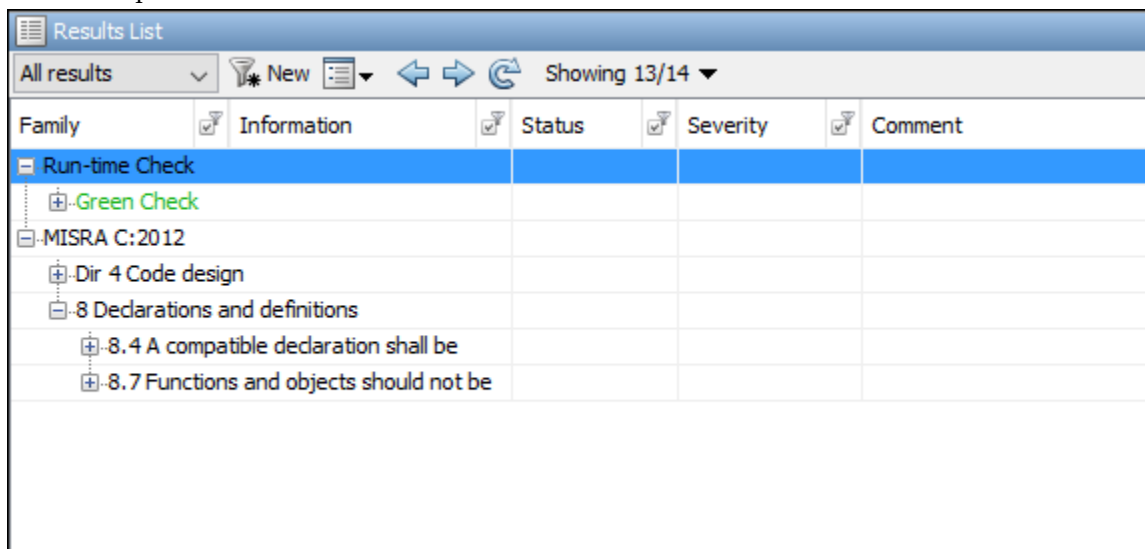 Results List
All results New Showing 13/14
Family Information Status Severity Comment
Run-time Check
Green Check
MISRA C:2012
Dir 4 Code design
8 Declarations and definitions
8.4 A compatible declaration shall be
8.7 Functions and objects should not be